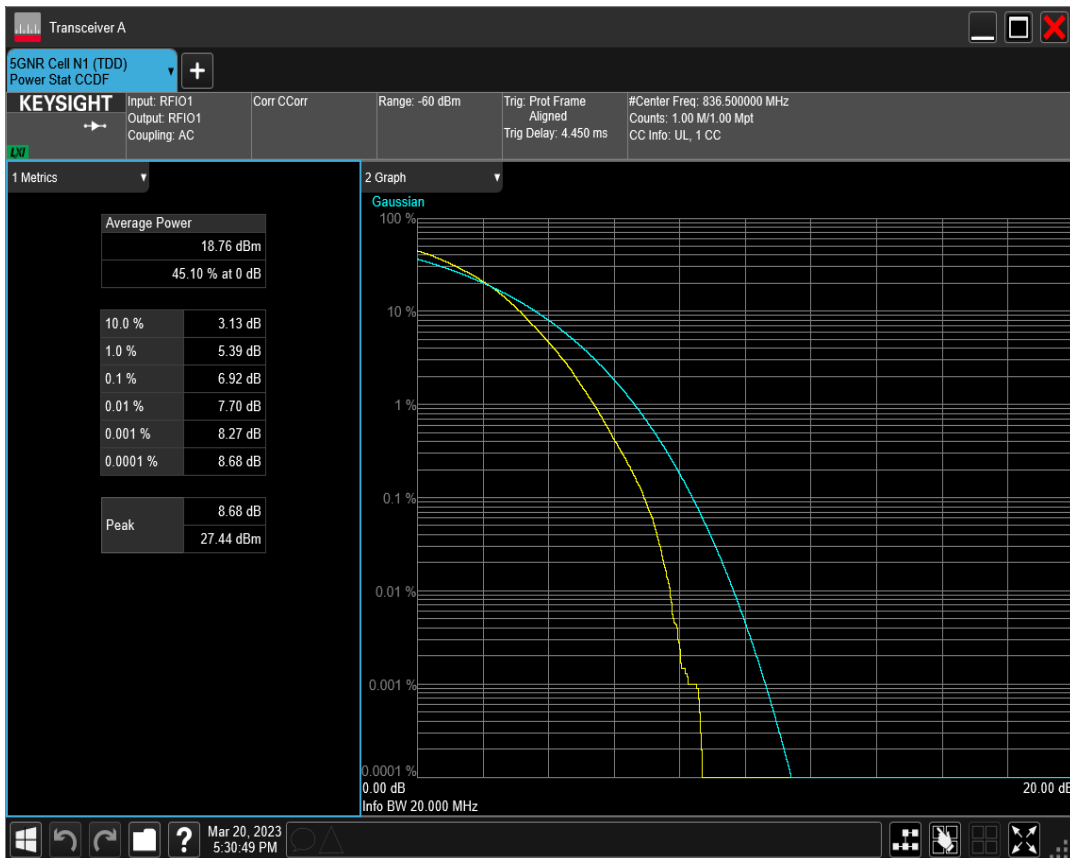 Transceiver A
5GNR Cell N1 (TDD)
Power Stat CCDF
KEYSIGHT
LXI
Input: RFIO1
Output: RFIO1
Coupling: AC
Corr CCorr
Range: -60 dBm
Trig: Prot Frame
Aligned
Trig Delay: 4.450 ms
#Center Freq: 836.500000 MHz
Counts: 1.00 M/1.00 Mpt
CC Info: UL, 1 CC
1 Metrics
Average Power
18.76 dBm
45.10 % at 0 dB
10.0 % 3.13 dB
1.0 % 5.39 dB
0.1 % 6.92 dB
0.01 % 7.70 dB
0.001 % 8.27 dB
0.0001 % 8.68 dB
Peak
8.68 dB
27.44 dBm
2 Graph
Gaussian
100 %
10 %
1 %
0.1 %
0.01 %
0.001 %
0.0001 %
0.00 dB 20.00 dB
Info BW 20.000 MHz
?
Mar 20, 2023
5:30:49 PM